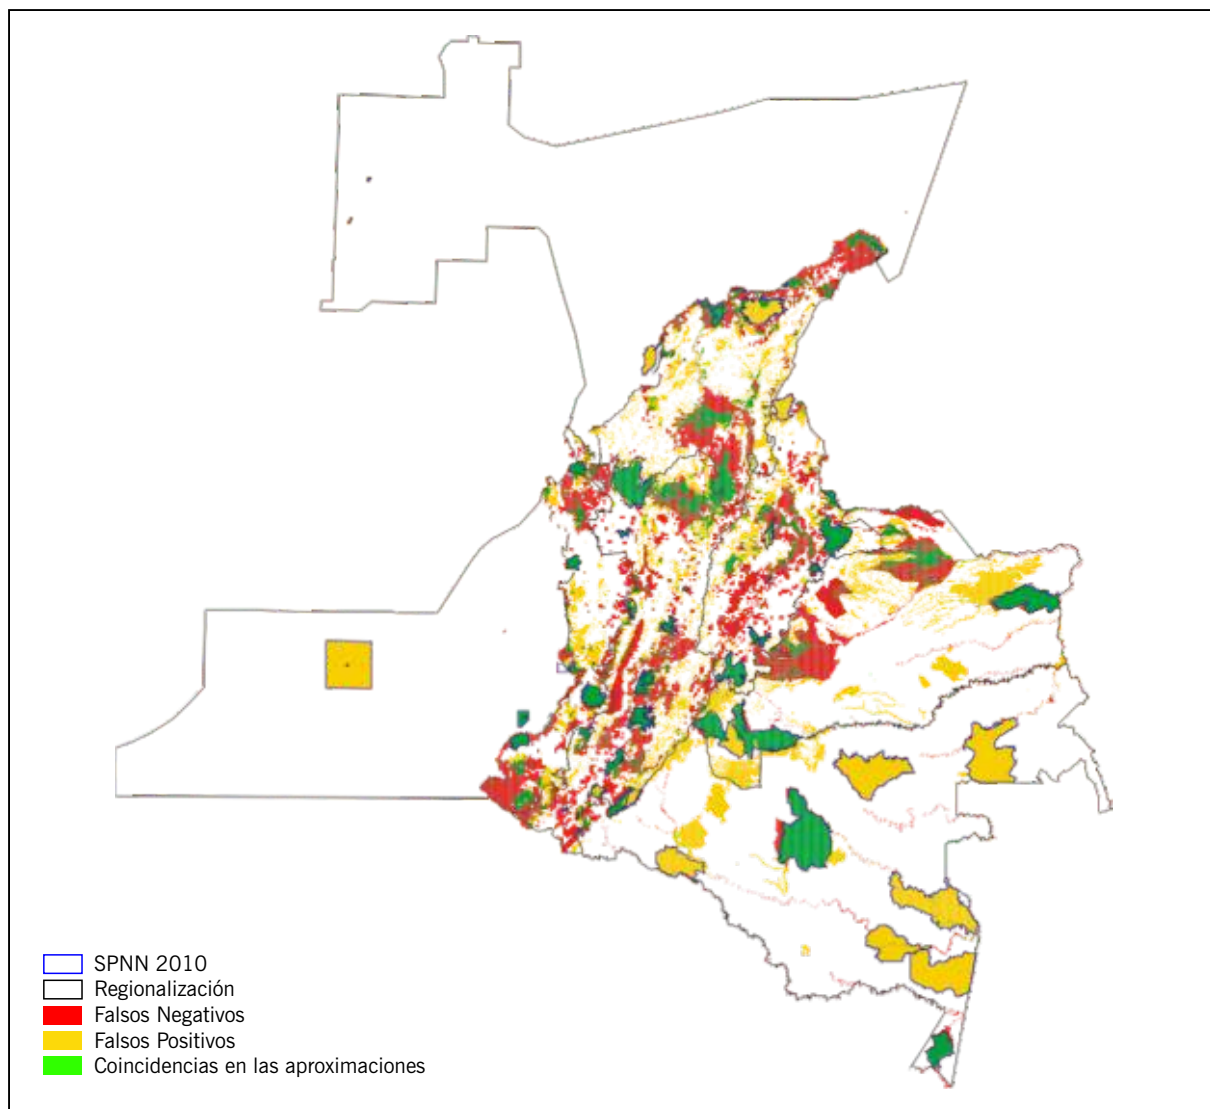 SPNN 2010
Regionalización
Falsos Negativos
Falsos Positivos
Coincidencias en las aproximaciones